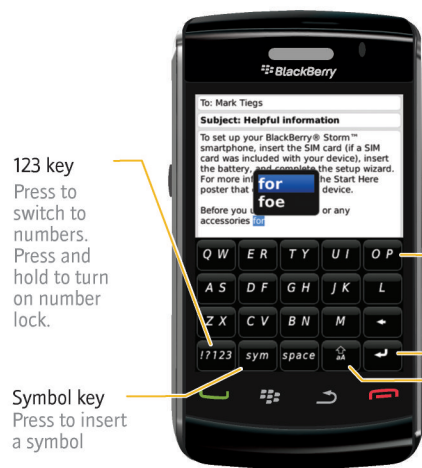 BlackBerry
To: Mark Tiegs
Subject: Helpful information
To set up your BlackBerry® Storm™
smartphone, insert the SIM card (if a SIM
card was included with your device), insert
the battery, and complete the setup wizard.
For more inf the Start Here
poster that device.
for
foe
Before you u or any
accessories for
123 key
Press to
switch to
numbers.
Press and
hold to turn
on number
lock.
Q W E R T Y U I O P
A S D F G H J K L
Z X C V B N M
!?123 sym space aA
Symbol key
Press to insert
a symbol